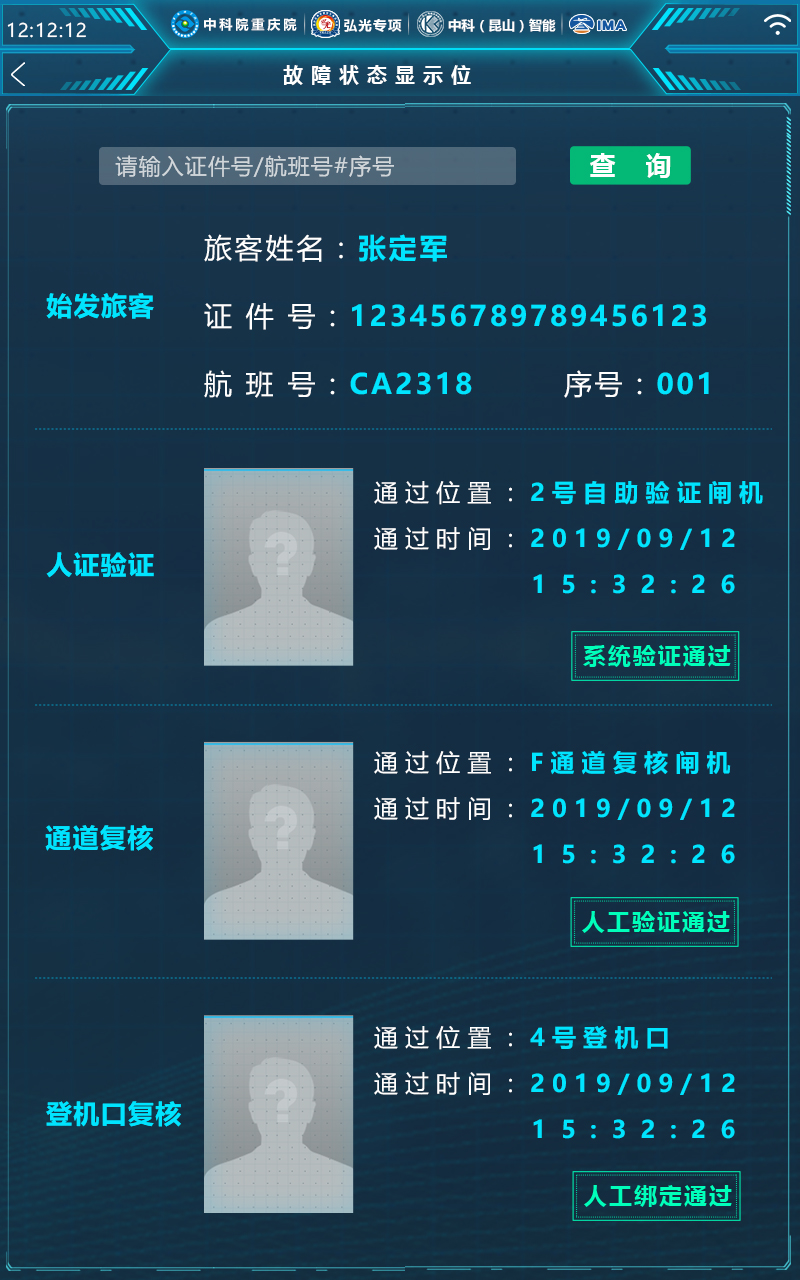 12:12:12
中科院重庆院 弘光专项 中科（昆山）智能 IMA
故障状态显示位
请输入证件号/航班号#序号
查 询
始发旅客
旅客姓名：张定军
证件号：123456789789456123
航班号：CA2318 序号：001
人证验证
通过位置：2号自助验证闸机
通过时间：2019/09/12
15:32:26
系统验证通过
通道复核
通过位置：F通道复核闸机
通过时间：2019/09/12
15:32:26
人工验证通过
登机口复核
通过位置：4号登机口
通过时间：2019/09/12
15:32:26
人工绑定通过